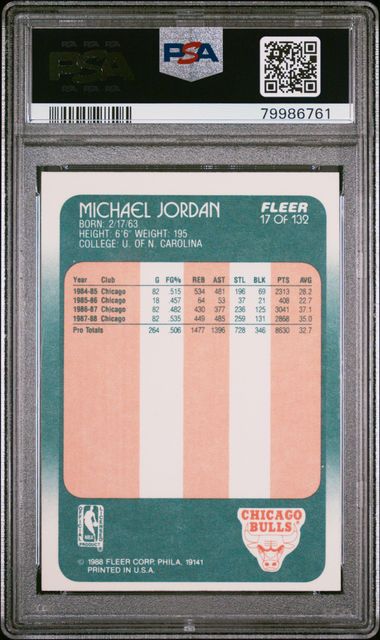 PSA
PSA
79986761
MICHAEL JORDAN
BORN: 2/17/63
HEIGHT: 6'6" WEIGHT: 195
COLLEGE: U. OF N. CAROLINA
FLEER
17 OF 132
Year Club G FG% REB AST STL BLK PTS AVG
1984-85 Chicago 82 .515 534 481 196 69 2313 28.2
1985-86 Chicago 18 .457 64 53 37 21 408 22.7
1986-87 Chicago 82 .482 430 377 236 125 3041 37.1
1987-88 Chicago 82 .535 449 485 259 131 2868 35.0
Pro Totals 264 .506 1477 1396 728 346 8630 32.7
OFFICIAL LICENSED
NBA
PRODUCT
CHICAGO
BULLS
© 1988 FLEER CORP. PHILA. 19141
PRINTED IN U.S.A.